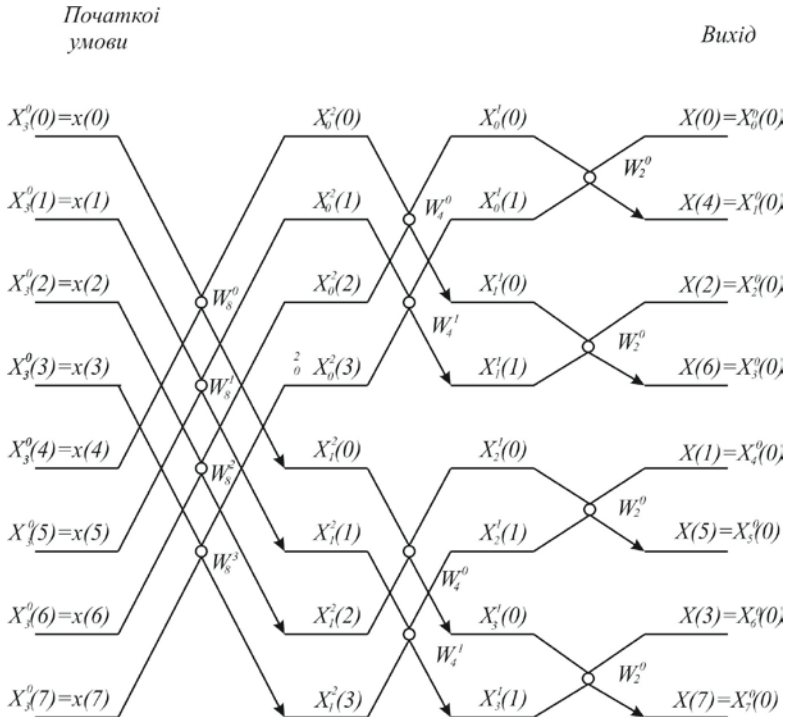 Початкоі
умови
Вихід
X₃⁰(0)=x(0) X₀²(0) X₀¹(0) X(0)=X₀⁰(0)
W₂⁰
X₃⁰(1)=x(1) X₀²(1) W₄⁰ X₀¹(1) X(4)=X₁⁰(0)
X₃⁰(2)=x(2) W₈⁰ X₀²(2) W₄¹ X₁¹(0) X(2)=X₂⁰(0)
W₂⁰
X₃⁰(3)=x(3) W₈¹ ² ₀ X₀²(3) X₁¹(1) X(6)=X₃⁰(0)
X₃⁰(4)=x(4) W₈² X₁²(0) X₂¹(0) X(1)=X₄⁰(0)
W₂⁰
X₃⁰(5)=x(5) W₈³ X₁²(1) W₄⁰ X₂¹(1) X(5)=X₅⁰(0)
X₃⁰(6)=x(6) X₁²(2) W₄¹ X₃¹(0) X(3)=X₆⁰(0)
W₂⁰
X₃⁰(7)=x(7) X₁²(3) X₃¹(1) X(7)=X₇⁰(0)